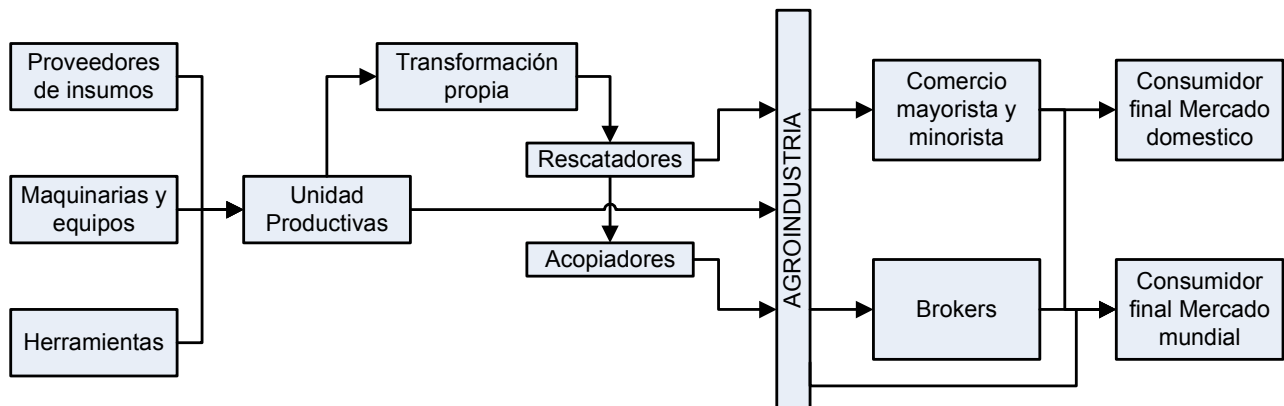 Proveedores
de insumos
Maquinarias y
equipos
Herramientas
Unidad
Productivas
Transformación
propia
Rescatadores
Acopiadores
AGROINDUSTRIA
Comercio
mayorista y
minorista
Brokers
Consumidor
final Mercado
domestico
Consumidor
final Mercado
mundial